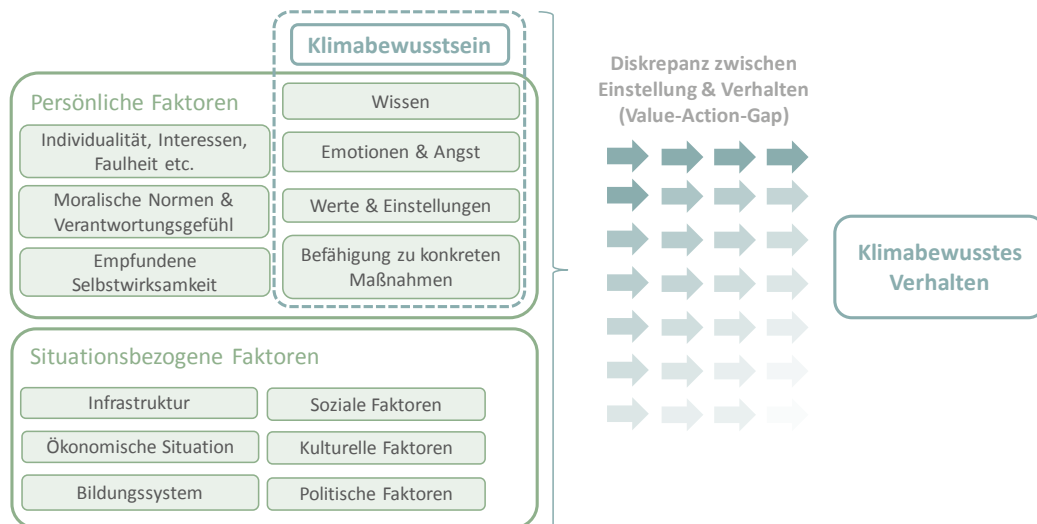 Klimabewusstsein
Persönliche Faktoren
Individualität, Interessen,
Faulheit etc.
Moralische Normen &
Verantwortungsgefühl
Empfundene
Selbstwirksamkeit
Wissen
Emotionen & Angst
Werte & Einstellungen
Befähigung zu konkreten
Maßnahmen
Situationsbezogene Faktoren
Infrastruktur
Soziale Faktoren
Ökonomische Situation
Kulturelle Faktoren
Bildungssystem
Politische Faktoren
Diskrepanz zwischen
Einstellung & Verhalten
(Value-Action-Gap)
Klimabewusstes
Verhalten